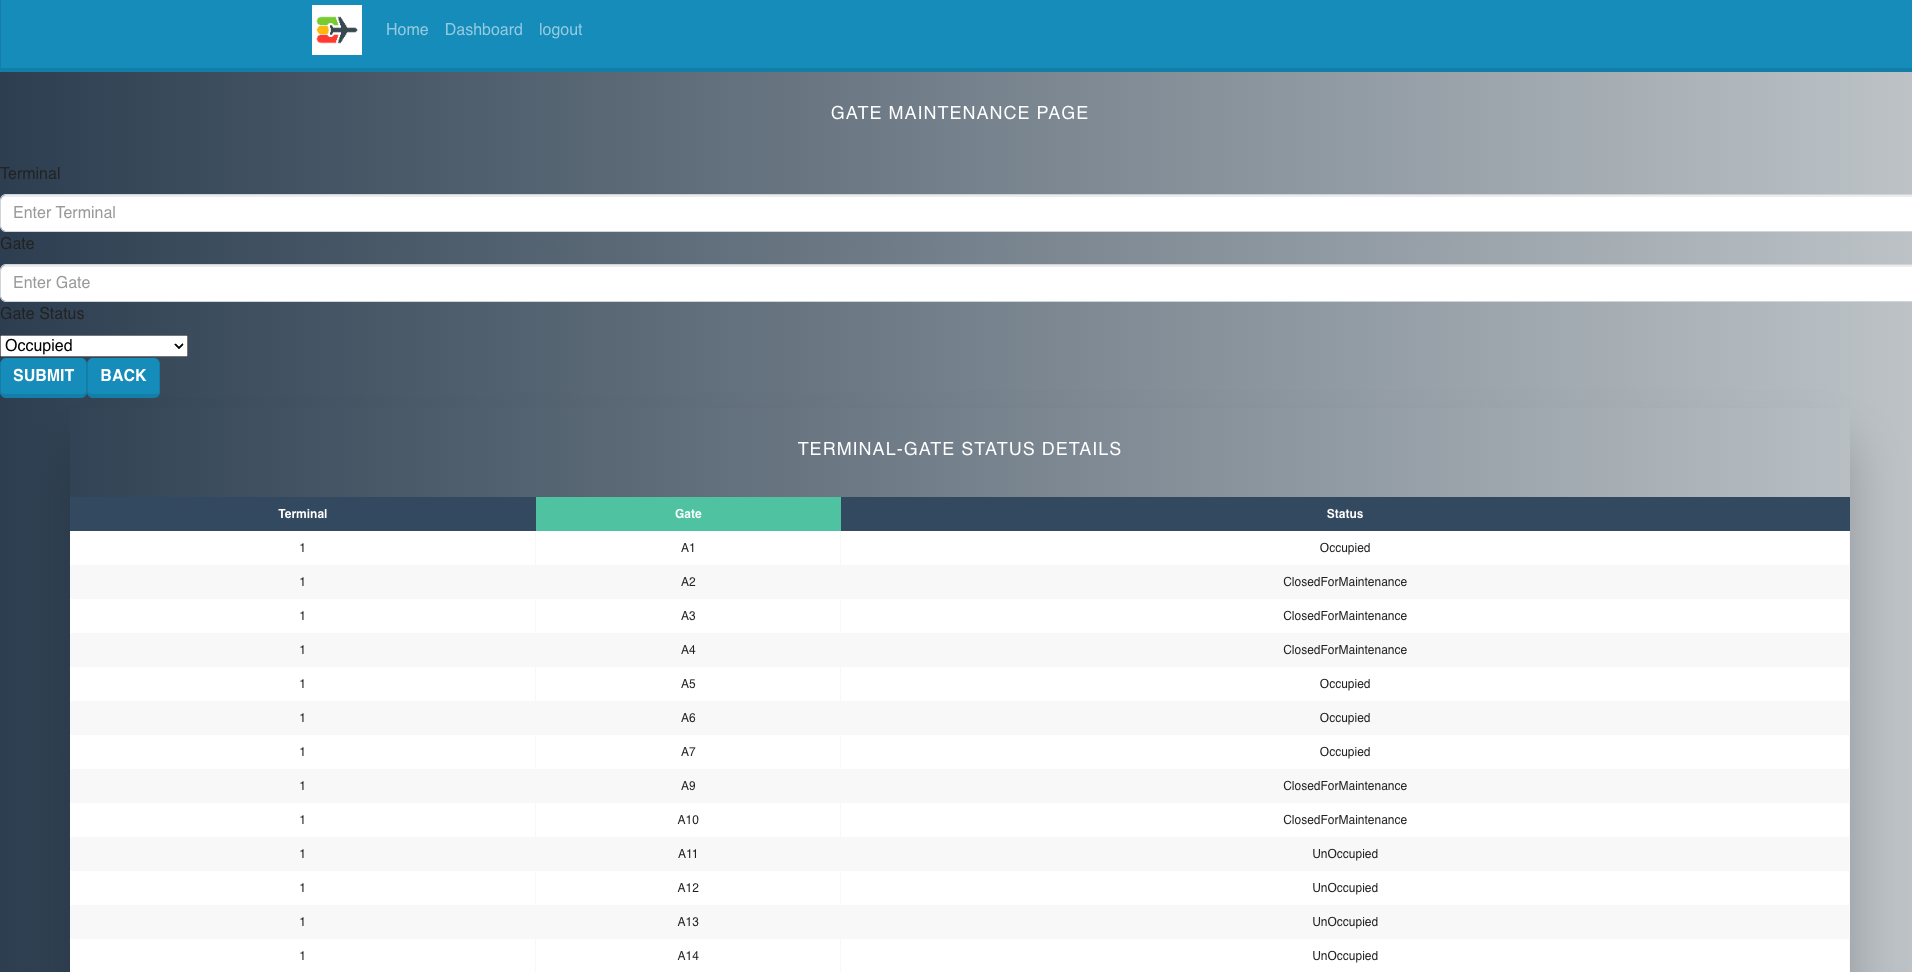 Home Dashboard logout
GATE MAINTENANCE PAGE
Terminal
Enter Terminal
Gate
Enter Gate
Gate Status
Occupied
SUBMIT BACK
TERMINAL-GATE STATUS DETAILS
Terminal Gate Status
1 A1 Occupied
1 A2 ClosedForMaintenance
1 A3 ClosedForMaintenance
1 A4 ClosedForMaintenance
1 A5 Occupied
1 A6 Occupied
1 A7 Occupied
1 A9 ClosedForMaintenance
1 A10 ClosedForMaintenance
1 A11 UnOccupied
1 A12 UnOccupied
1 A13 UnOccupied
1 A14 UnOccupied